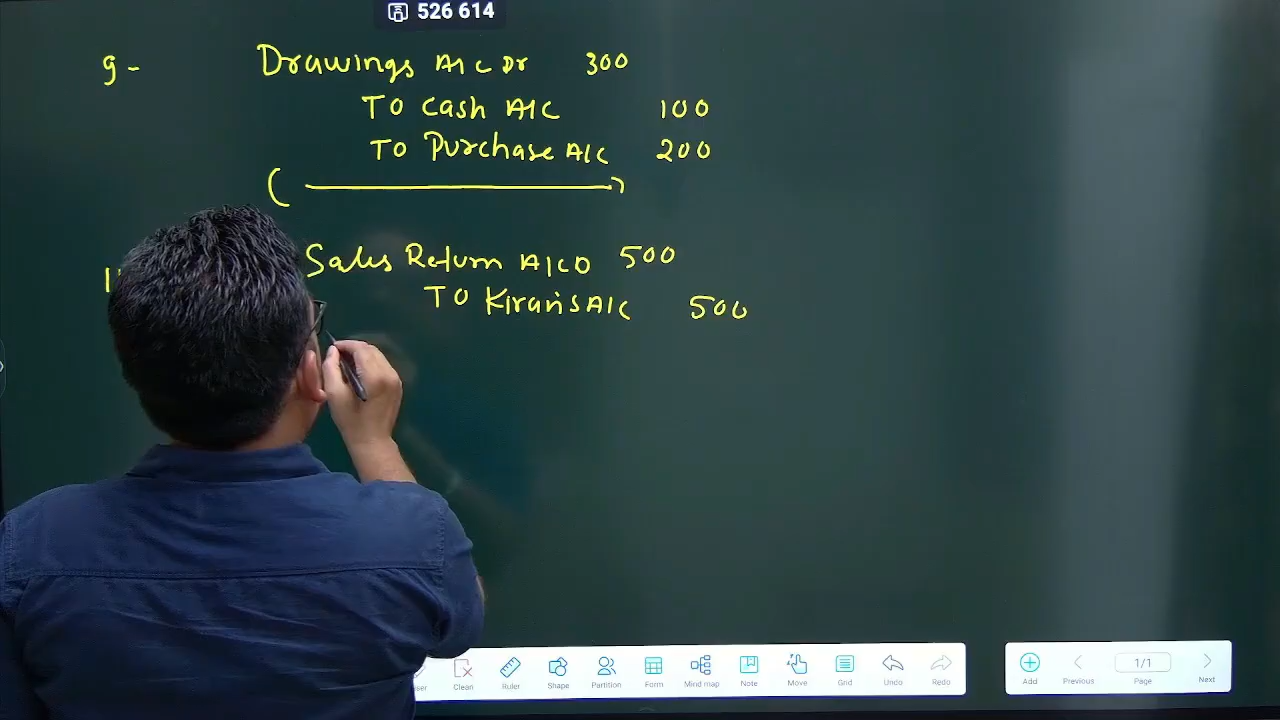 526 614
9 - Drawings A/C Dr 300
To Cash A/C 100
To Purchase A/C 200
Sales Return A/C D 500
To Kiran's A/C 500
Clean Ruler Shape Partition Form Mind map Note Move Grid Undo Redo
Add Previous 1/1 Page Next